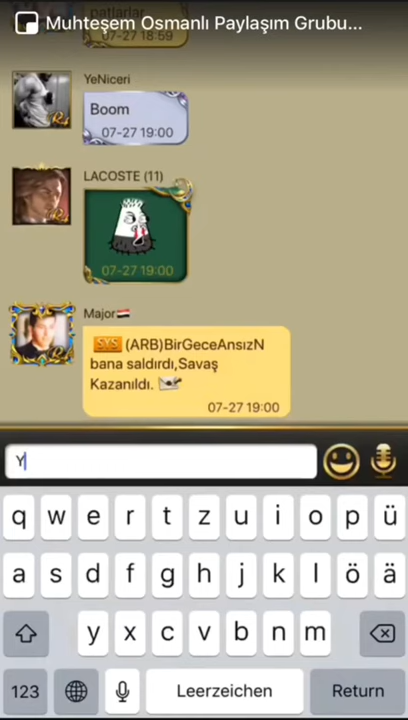 Muhteşem Osmanlı Paylaşım Grubu...
patlarlar
07-27 18:59
YeNiceri
Boom
07-27 19:00
LACOSTE (11)
07-27 19:00
Major
SYS (ARB)BirGeceAnsızN
bana saldırdı,Savaş
Kazanıldı.
07-27 19:00
Y
q w e r t z u i o p ü
a s d f g h j k l ö ä
y x c v b n m
123 Leerzeichen Return